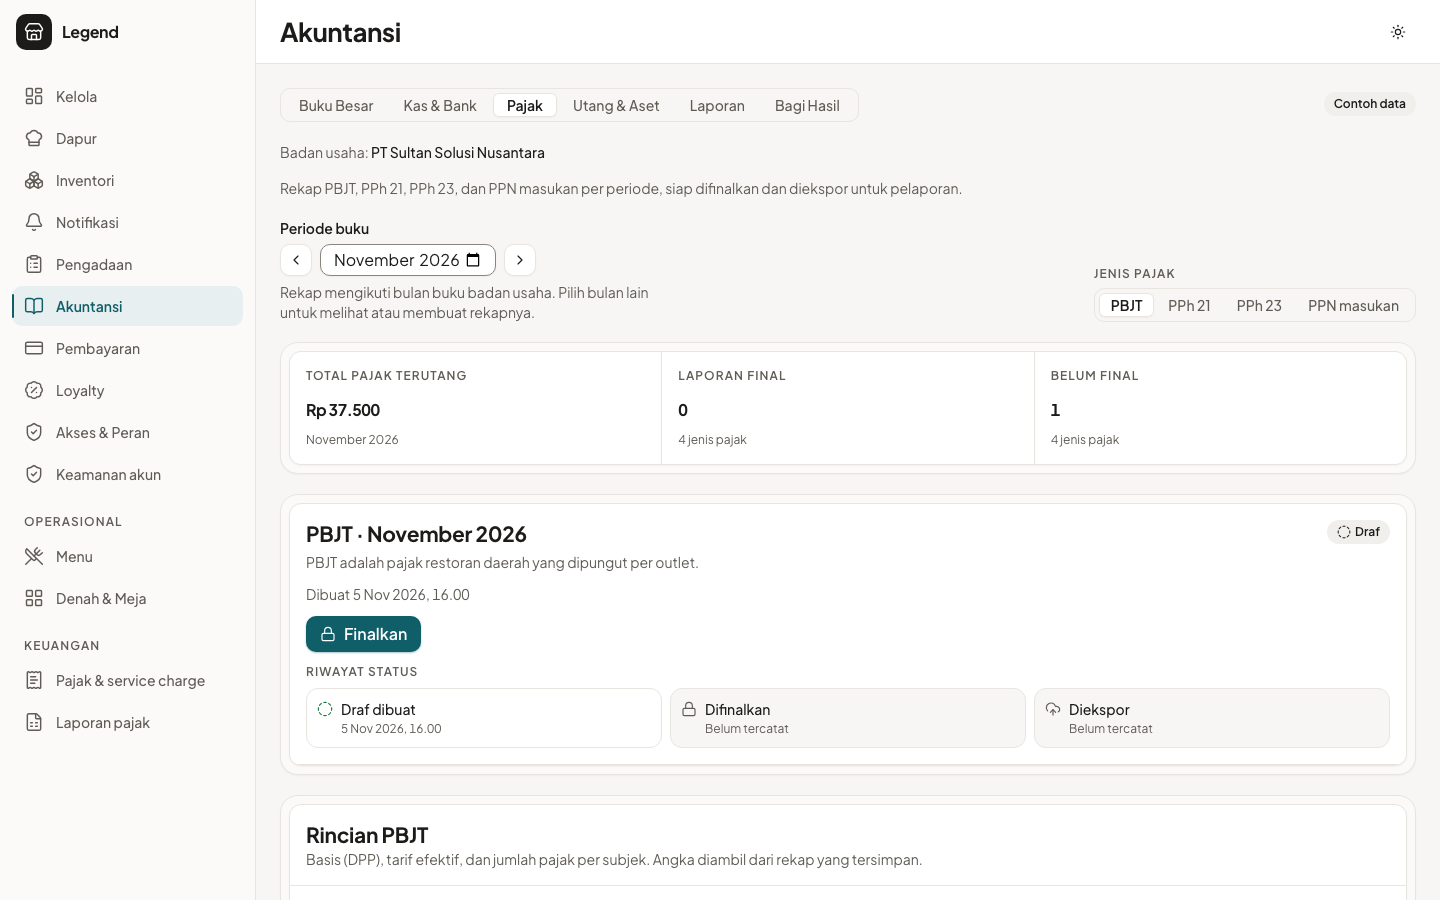 Legend
Kelola
Dapur
Inventori
Notifikasi
Pengadaan
Akuntansi
Pembayaran
Loyalty
Akses & Peran
Keamanan akun
OPERASIONAL
Menu
Denah & Meja
KEUANGAN
Pajak & service charge
Laporan pajak
Akuntansi
Buku Besar Kas & Bank Pajak Utang & Aset Laporan Bagi Hasil
Contoh data
Badan usaha: PT Sultan Solusi Nusantara
Rekap PBJT, PPh 21, PPh 23, dan PPN masukan per periode, siap difinalkan dan diekspor untuk pelaporan.
Periode buku
November 2026
Rekap mengikuti bulan buku badan usaha. Pilih bulan lain
untuk melihat atau membuat rekapnya.
JENIS PAJAK
PBJT PPh 21 PPh 23 PPN masukan
TOTAL PAJAK TERUTANG
Rp 37.500
November 2026
LAPORAN FINAL
0
4 jenis pajak
BELUM FINAL
1
4 jenis pajak
PBJT · November 2026
Draf
PBJT adalah pajak restoran daerah yang dipungut per outlet.
Dibuat 5 Nov 2026, 16.00
Finalkan
RIWAYAT STATUS
Draf dibuat
5 Nov 2026, 16.00
Difinalkan
Belum tercatat
Diekspor
Belum tercatat
Rincian PBJT
Basis (DPP), tarif efektif, dan jumlah pajak per subjek. Angka diambil dari rekap yang tersimpan.